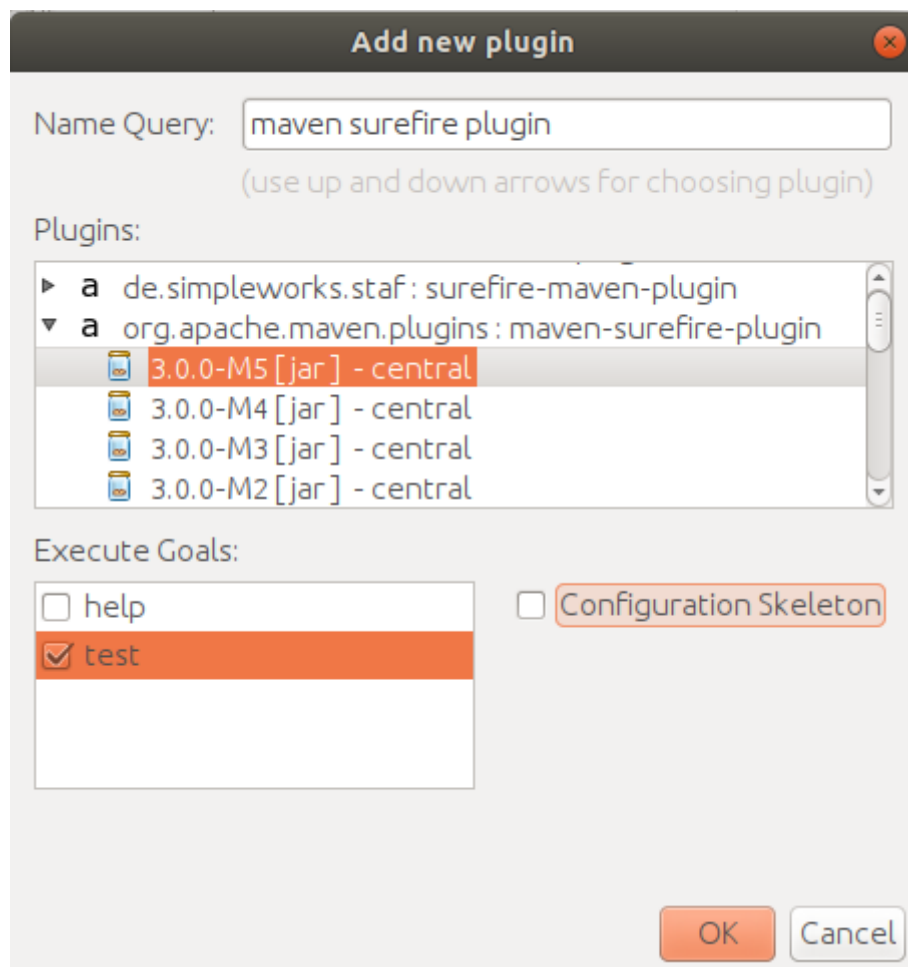 Add new plugin
Name Query: maven surefire plugin
(use up and down arrows for choosing plugin)
Plugins:
a de.simpleworks.staf : surefire-maven-plugin
a org.apache.maven.plugins : maven-surefire-plugin
3.0.0-M5 [ jar ] - central
3.0.0-M4 [ jar ] - central
3.0.0-M3 [ jar ] - central
3.0.0-M2 [ jar ] - central
Execute Goals:
help
Configuration Skeleton
test
OK Cancel